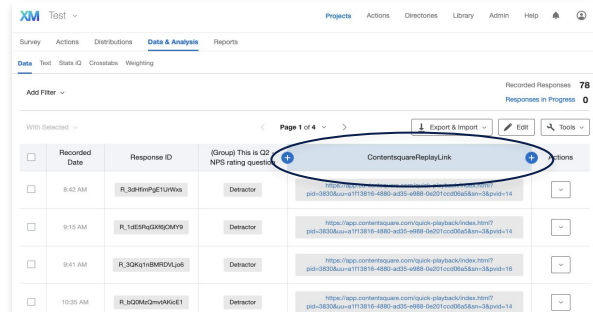 XM Test
Projects Actions Directories Library Admin Help
Survey Actions Distributions Data & Analysis Reports
Data Text Stats iQ Crosstabs Weighting
Add Filter
Recorded Responses 78
Responses in Progress 0
With Selected
Page 1 of 4
Export & Import
Edit
Tools
Recorded Date
Response ID
(Group) This is Q2 -
NPS rating question
ContentsquareReplayLink
Actions
8:42 AM R_3dHfimPgE1UrWxs Detractor
https://app.contentsquare.com/quick-playback/index.html?
pid=3830&uu=a1f13816-4880-ad35-e988-0e201ccd06a5&sn=3&pvid=14
9:15 AM R_1dE5RqGXf6jOMY9 Detractor
https://app.contentsquare.com/quick-playback/index.html?
pid=3830&uu=a1f13816-4880-ad35-e988-0e201ccd06a5&sn=3&pvid=14
9:41 AM R_3QKq1nBMRDVLjo6 Detractor
https://app.contentsquare.com/quick-playback/index.html?
pid=3830&uu=a1f13816-4880-ad35-e988-0e201ccd06a5&sn=3&pvid=16
10:35 AM R_bQ0MzQmvtAKicE1 Detractor
https://app.contentsquare.com/quick-playback/index.html?
pid=3830&uu=a1f13816-4880-ad35-e988-0e201ccd06a5&sn=3&pvid=14